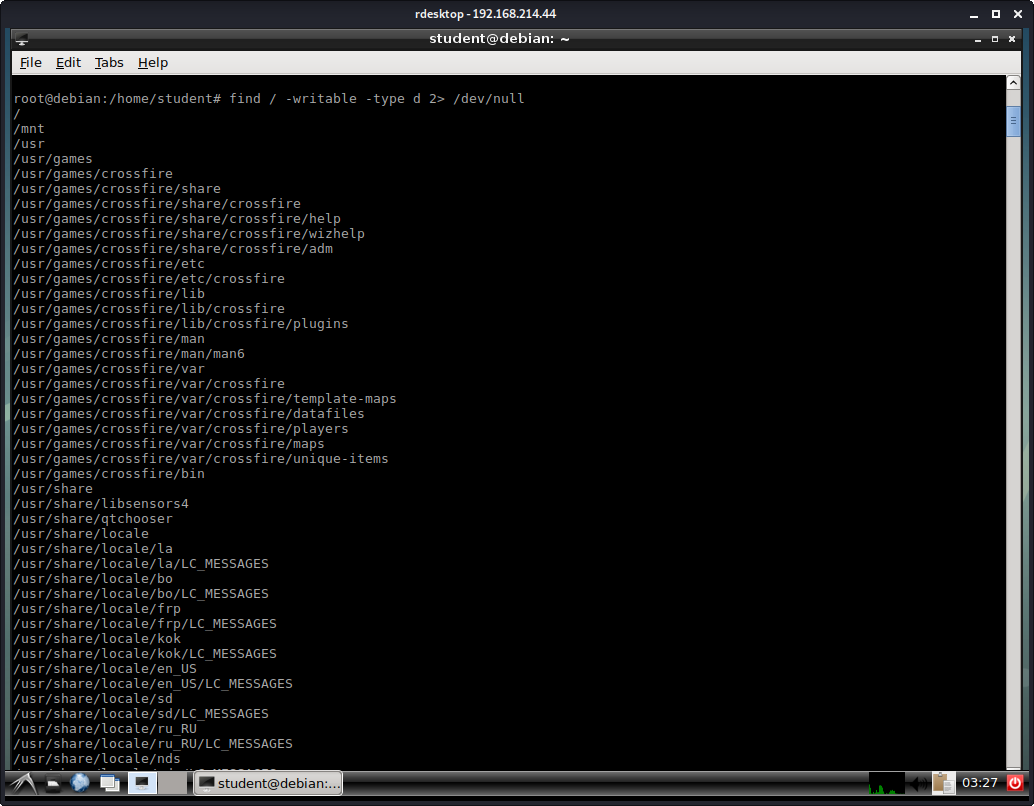 rdesktop - 192.168.214.44
student@debian: ~
File Edit Tabs Help
root@debian:/home/student# find / -writable -type d 2> /dev/null
/
/mnt
/usr
/usr/games
/usr/games/crossfire
/usr/games/crossfire/share
/usr/games/crossfire/share/crossfire
/usr/games/crossfire/share/crossfire/help
/usr/games/crossfire/share/crossfire/wizhelp
/usr/games/crossfire/share/crossfire/adm
/usr/games/crossfire/etc
/usr/games/crossfire/etc/crossfire
/usr/games/crossfire/lib
/usr/games/crossfire/lib/crossfire
/usr/games/crossfire/lib/crossfire/plugins
/usr/games/crossfire/man
/usr/games/crossfire/man/man6
/usr/games/crossfire/var
/usr/games/crossfire/var/crossfire
/usr/games/crossfire/var/crossfire/template-maps
/usr/games/crossfire/var/crossfire/datafiles
/usr/games/crossfire/var/crossfire/players
/usr/games/crossfire/var/crossfire/maps
/usr/games/crossfire/var/crossfire/unique-items
/usr/games/crossfire/bin
/usr/share
/usr/share/libsensors4
/usr/share/qtchooser
/usr/share/locale
/usr/share/locale/la
/usr/share/locale/la/LC_MESSAGES
/usr/share/locale/bo
/usr/share/locale/bo/LC_MESSAGES
/usr/share/locale/frp
/usr/share/locale/frp/LC_MESSAGES
/usr/share/locale/kok
/usr/share/locale/kok/LC_MESSAGES
/usr/share/locale/en_US
/usr/share/locale/en_US/LC_MESSAGES
/usr/share/locale/sd
/usr/share/locale/sd/LC_MESSAGES
/usr/share/locale/ru_RU
/usr/share/locale/ru_RU/LC_MESSAGES
/usr/share/locale/nds
student@debian:... 03:27